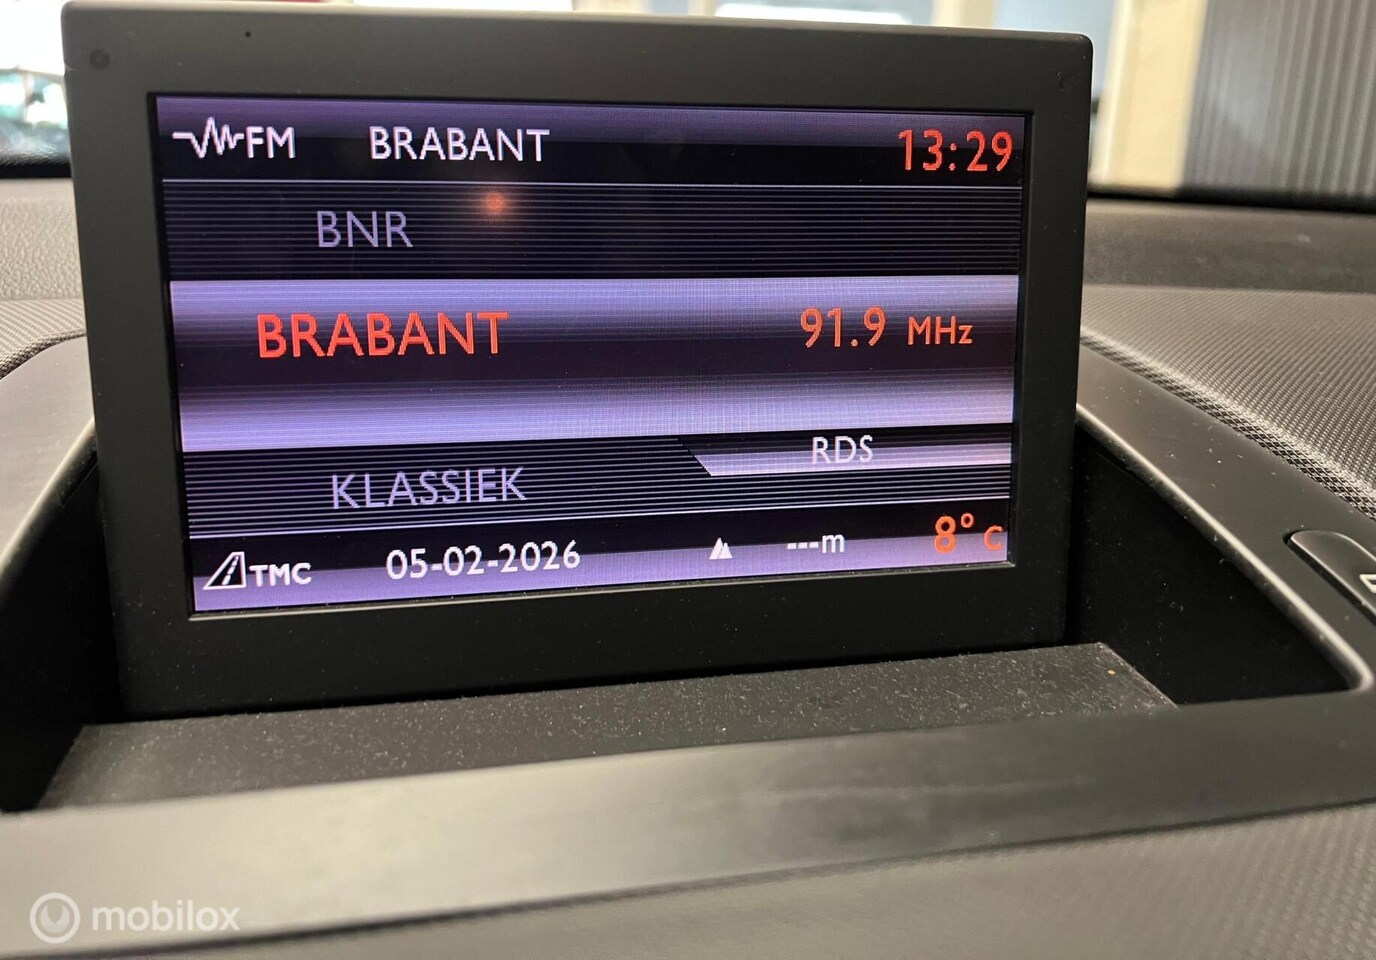 FM BRABANT 13:29
BNR
BRABANT 91.9 MHz
RDS
KLASSIEK
TMC 05-02-2026 ---m 8° C
mobilox